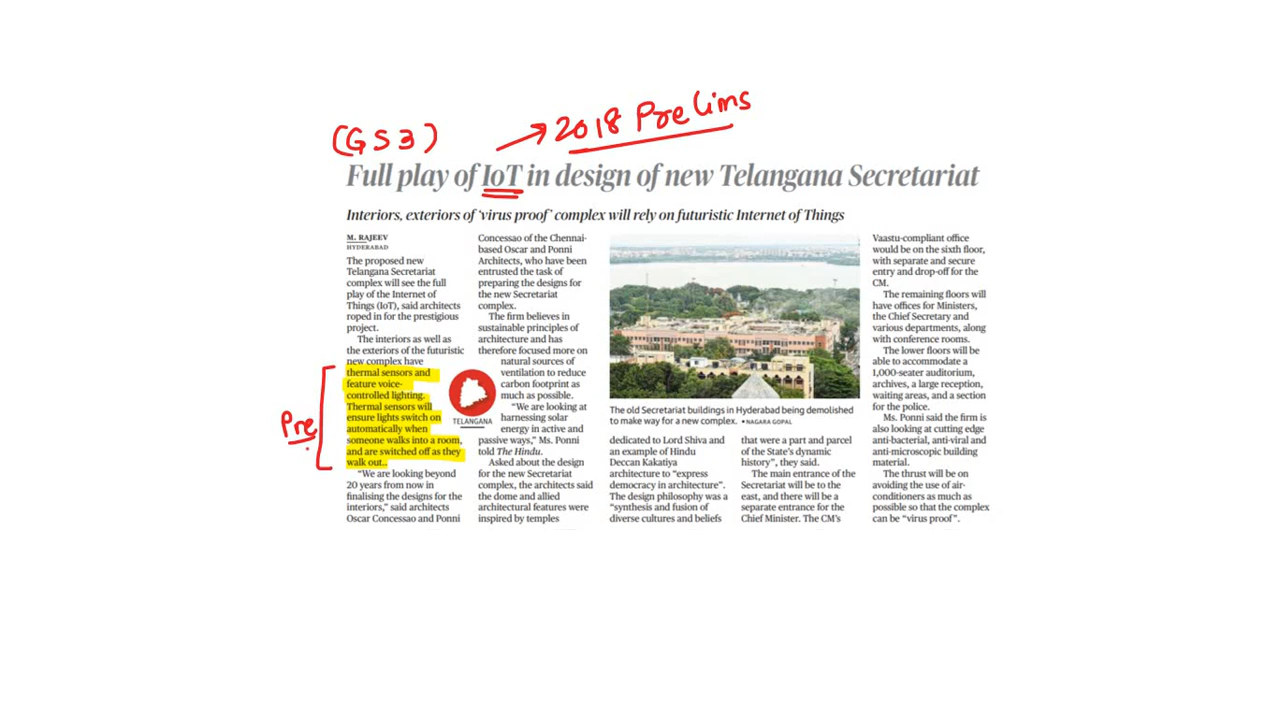 (GS3)
→ 2018 Prelims
Full play of IoT in design of new Telangana Secretariat
Interiors, exteriors of ‘virus proof’ complex will rely on futuristic Internet of Things
M. RAJEEV
HYDERABAD
The proposed new
Telangana Secretariat
complex will see the full
play of the Internet of
Things (IoT), said architects
roped in for the prestigious
project.
The interiors as well as
the exteriors of the futuristic
new complex have
thermal sensors and
feature voice-
controlled lighting.
Thermal sensors will
ensure lights switch on
automatically when
someone walks into a room,
and are switched off as they
walk out..
Pre
“We are looking beyond
20 years from now in
finalising the designs for the
interiors,” said architects
Oscar Concessao and Ponni
Concessao of the Chennai-
based Oscar and Ponni
Architects, who have been
entrusted the task of
preparing the designs for
the new Secretariat
complex.
The firm believes in
sustainable principles of
architecture and has
therefore focused more on
natural sources of
ventilation to reduce
carbon footprint as
much as possible.
“We are looking at
harnessing solar
energy in active and
passive ways,” Ms. Ponni
told The Hindu.
Asked about the design
for the new Secretariat
complex, the architects said
the dome and allied
architectural features were
inspired by temples
TELANGANA
The old Secretariat buildings in Hyderabad being demolished
to make way for a new complex. • NAGARA GOPAL
dedicated to Lord Shiva and
an example of Hindu
Deccan Kakatiya
architecture to “express
democracy in architecture”.
The design philosophy was a
“synthesis and fusion of
diverse cultures and beliefs
that were a part and parcel
of the State’s dynamic
history”, they said.
The main entrance of the
Secretariat will be to the
east, and there will be a
separate entrance for the
Chief Minister. The CM’s
Vaastu-compliant office
would be on the sixth floor,
with separate and secure
entry and drop-off for the
CM.
The remaining floors will
have offices for Ministers,
the Chief Secretary and
various departments, along
with conference rooms.
The lower floors will be
able to accommodate a
1,000-seater auditorium,
archives, a large reception,
waiting areas, and a section
for the police.
Ms. Ponni said the firm is
also looking at cutting edge
anti-bacterial, anti-viral and
anti-microscopic building
material.
The thrust will be on
avoiding the use of air-
conditioners as much as
possible so that the complex
can be “virus proof”.